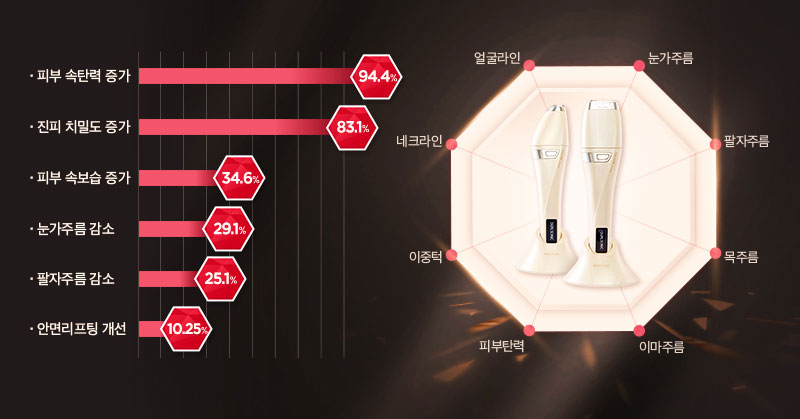 · 피부 속탄력 증가
94.4%
· 진피 치밀도 증가
83.1%
· 피부 속보습 증가
34.6%
· 눈가주름 감소
29.1%
· 팔자주름 감소
25.1%
· 안면리프팅 개선
10.25%
얼굴라인
눈가주름
네크라인
팔자주름
이중턱
목주름
피부탄력
이마주름